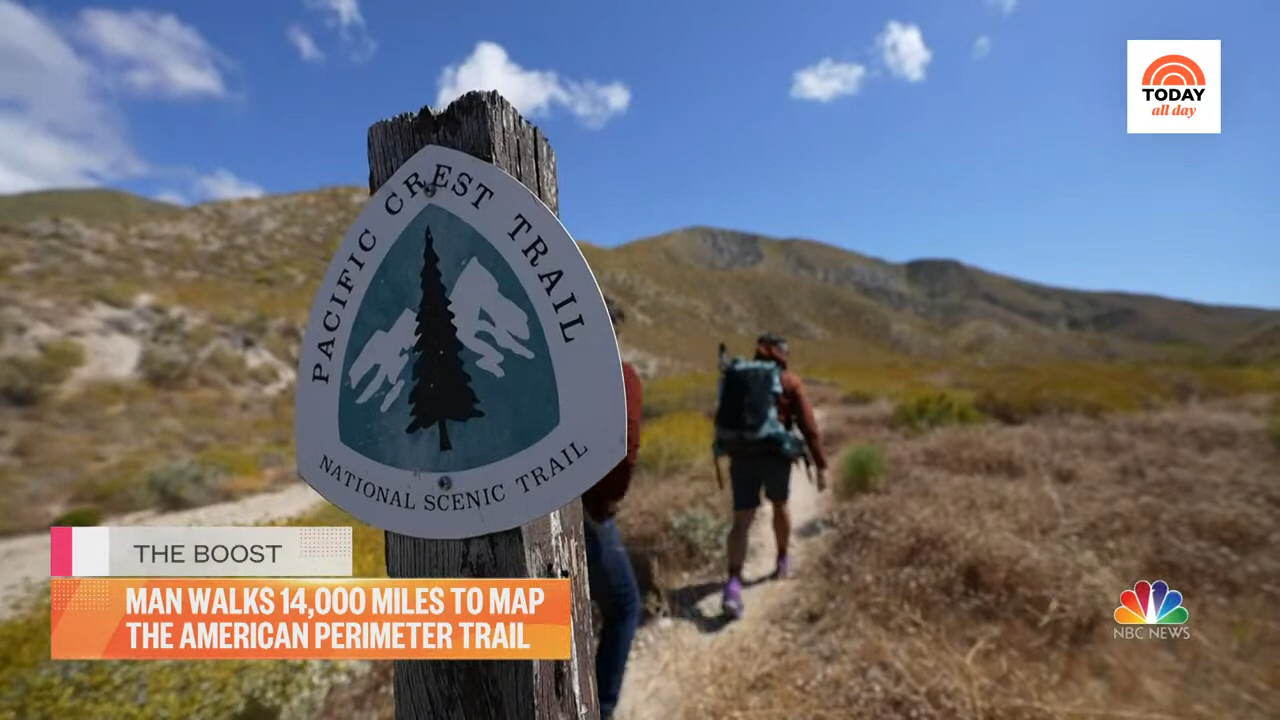 TODAY
all day
PACIFIC CREST TRAIL
NATIONAL SCENIC TRAIL
THE BOOST
MAN WALKS 14,000 MILES TO MAP
THE AMERICAN PERIMETER TRAIL
NBC NEWS